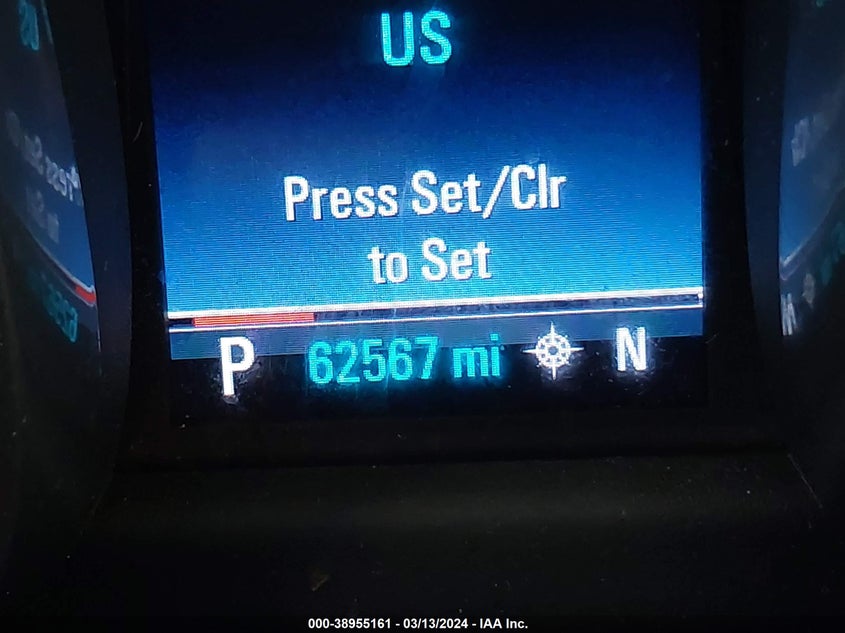 US
Press Set/Clr
to Set
P 62567 mi N
000-38955161 - 03/13/2024 - IAA Inc.